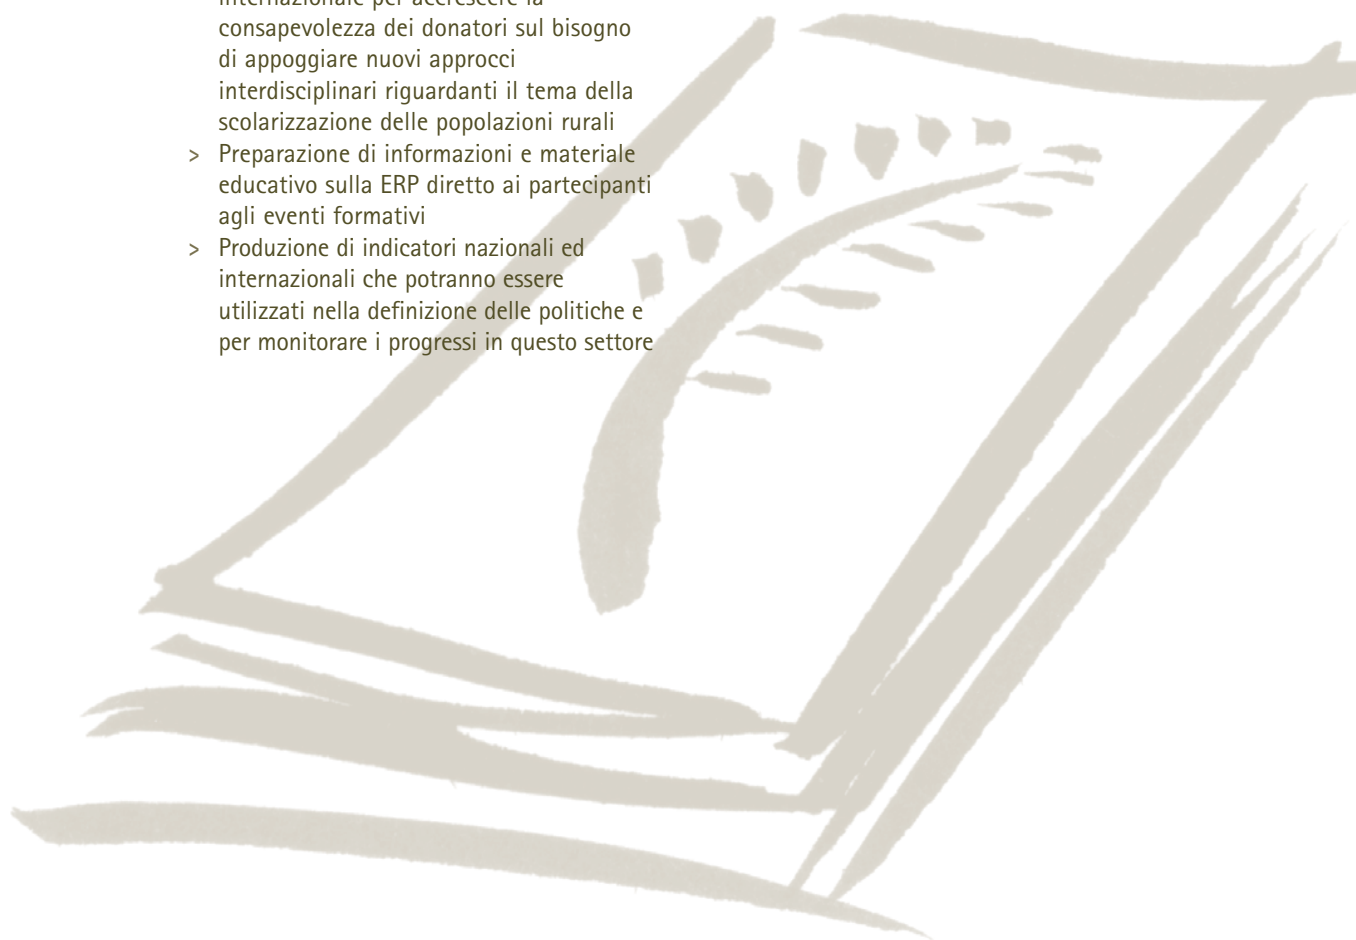 internazionale per accrescere la
consapevolezza dei donatori sul bisogno
di appoggiare nuovi approcci
interdisciplinari riguardanti il tema della
scolarizzazione delle popolazioni rurali
> Preparazione di informazioni e materiale
educativo sulla ERP diretto ai partecipanti
agli eventi formativi
> Produzione di indicatori nazionali ed
internazionali che potranno essere
utilizzati nella definizione delle politiche e
per monitorare i progressi in questo settore